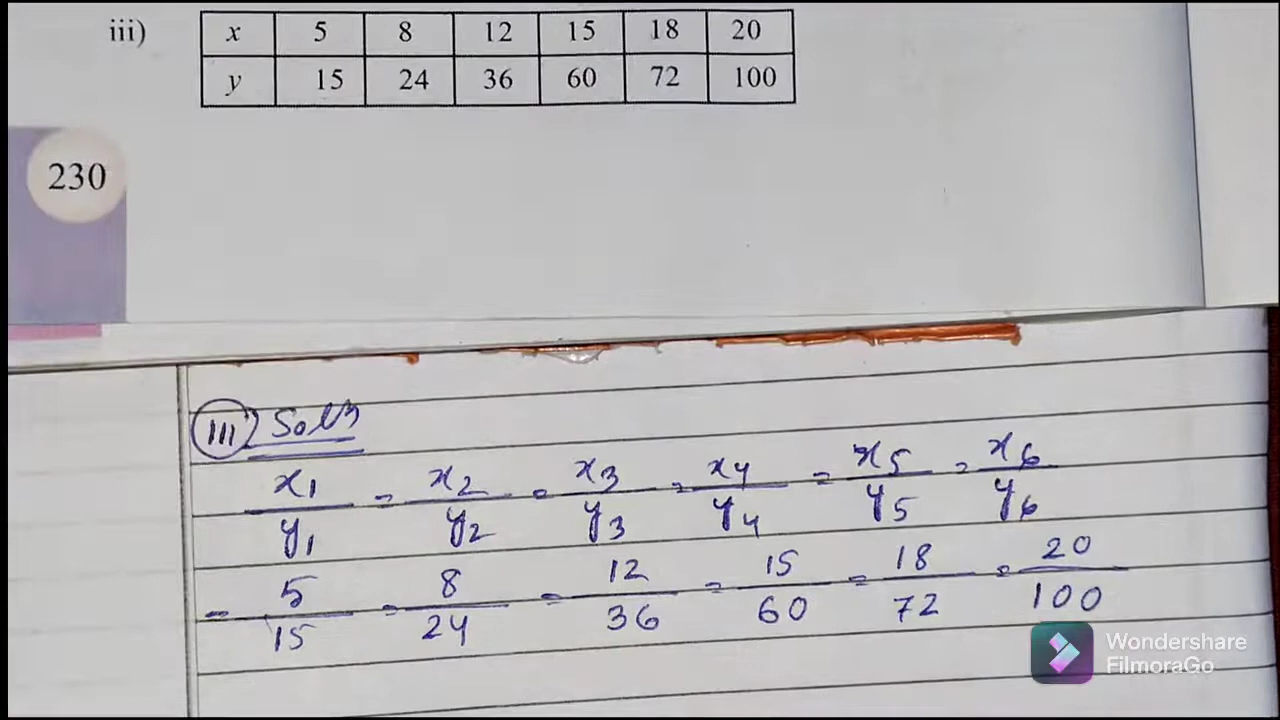 iii) x 5 8 12 15 18 20
y 15 24 36 60 72 100
230
III) Soln
x1/y1 = x2/y2 = x3/y3 = x4/y4 = x5/y5 = x6/y6
= 5/15 = 8/24 = 12/36 = 15/60 = 18/72 = 20/100
Wondershare
FilmoraGo